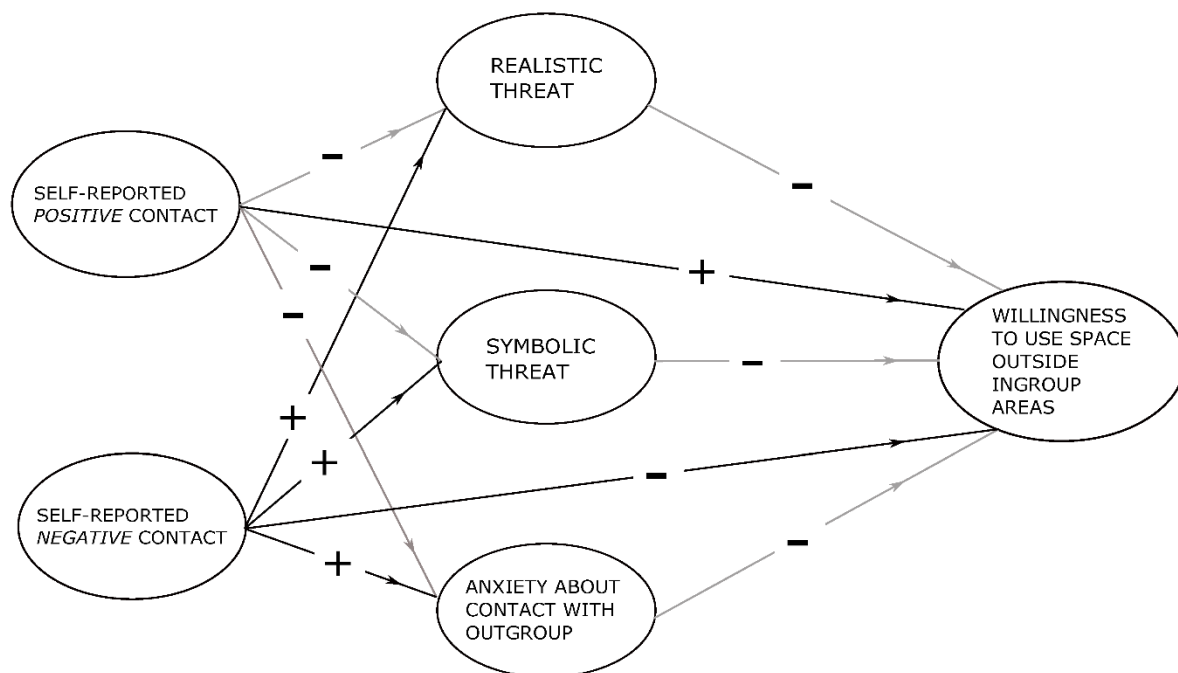 REALISTIC
THREAT
-
-
SELF-REPORTED
POSITIVE CONTACT
-
+
-
SYMBOLIC
THREAT
-
WILLINGNESS
TO USE SPACE
OUTSIDE
INGROUP
AREAS
+
+
-
SELF-REPORTED
NEGATIVE CONTACT
+
-
ANXIETY ABOUT
CONTACT WITH
OUTGROUP